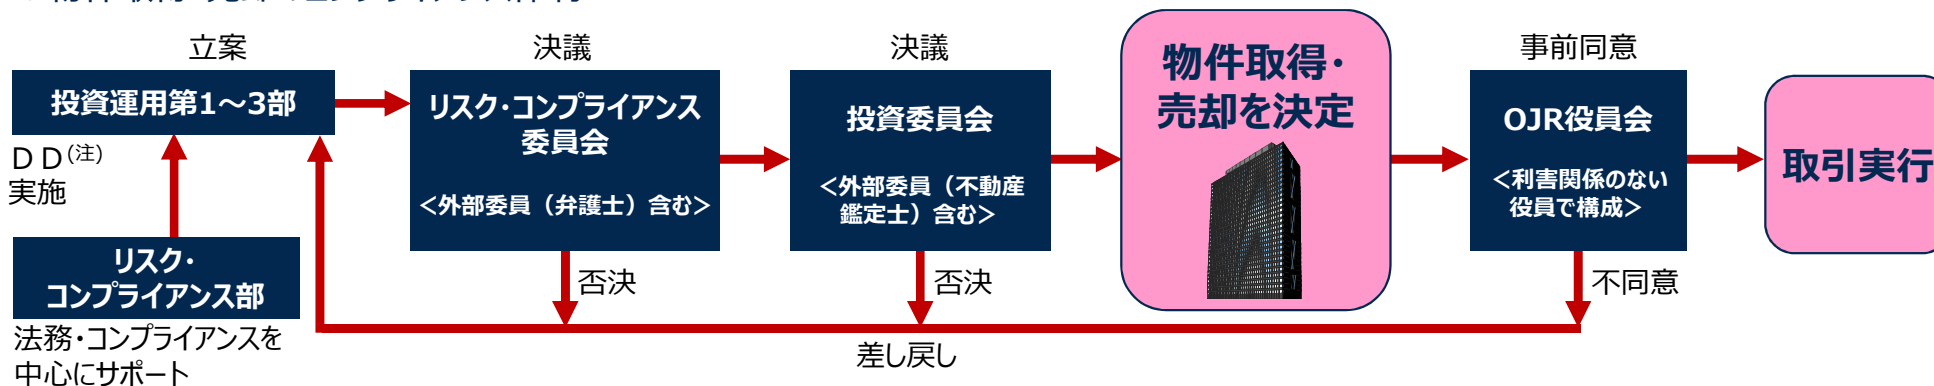 立案
投資運用第1～3部
ＤＤ(注)
実施
リスク・
コンプライアンス部
法務・コンプライアンスを
中心にサポート
決議
リスク・コンプライアンス
委員会
<外部委員（弁護士）含む>
否決
決議
投資委員会
<外部委員（不動産
鑑定士）含む>
否決
物件取得・
売却を決定
事前同意
OJR役員会
<利害関係のない
役員で構成>
不同意
取引実行
差し戻し